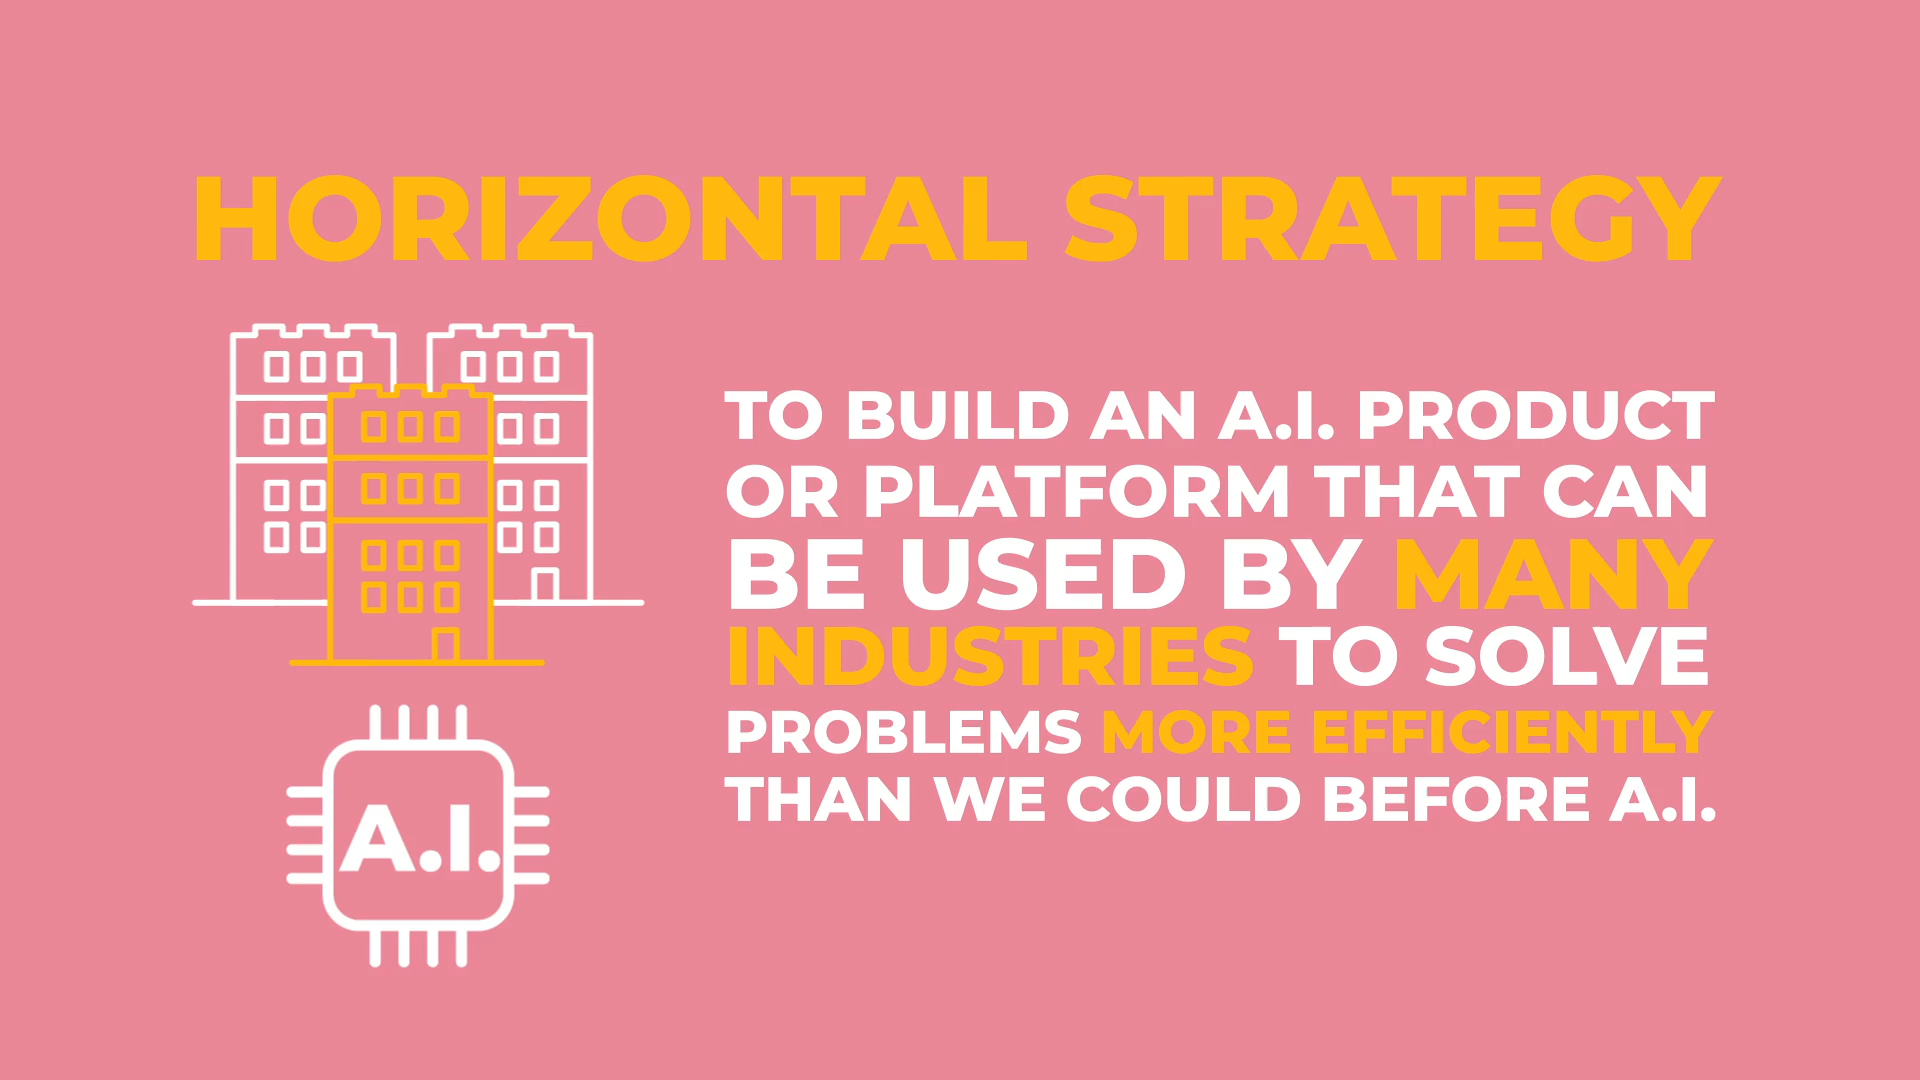 HORIZONTAL STRATEGY
TO BUILD AN A.I. PRODUCT
OR PLATFORM THAT CAN
BE USED BY MANY
INDUSTRIES TO SOLVE
PROBLEMS MORE EFFICIENTLY
THAN WE COULD BEFORE A.I.
A.I.